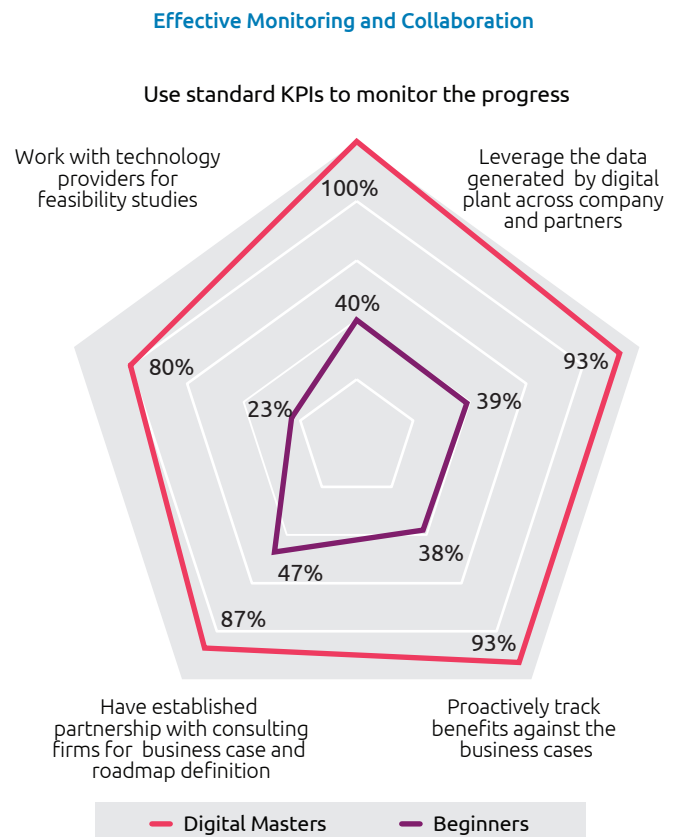 Effective Monitoring and Collaboration
Use standard KPIs to monitor the progress
Work with technology
providers for
feasibility studies
Leverage the data
generated by digital
plant across company
and partners
100%
40%
93%
80%
39%
23%
38%
47%
87%
93%
Have established
partnership with consulting
firms for business case and
roadmap definition
Proactively track
benefits against the
business cases
Digital Masters
Beginners